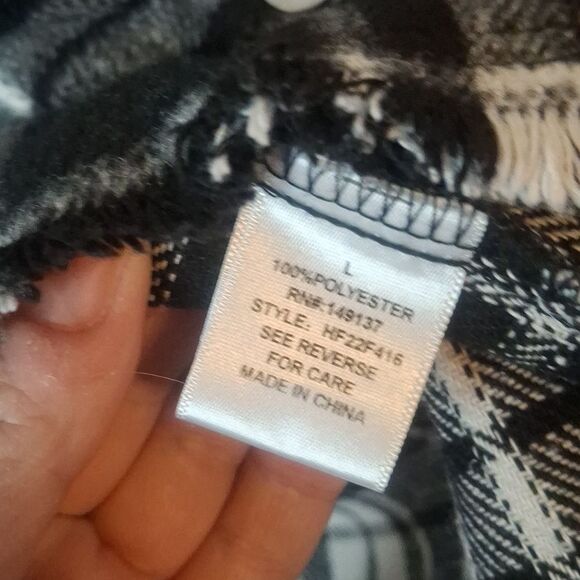 L
100%POLYESTER
RN#:149137
STYLE: HF22F416
SEE REVERSE
FOR CARE
MADE IN CHINA